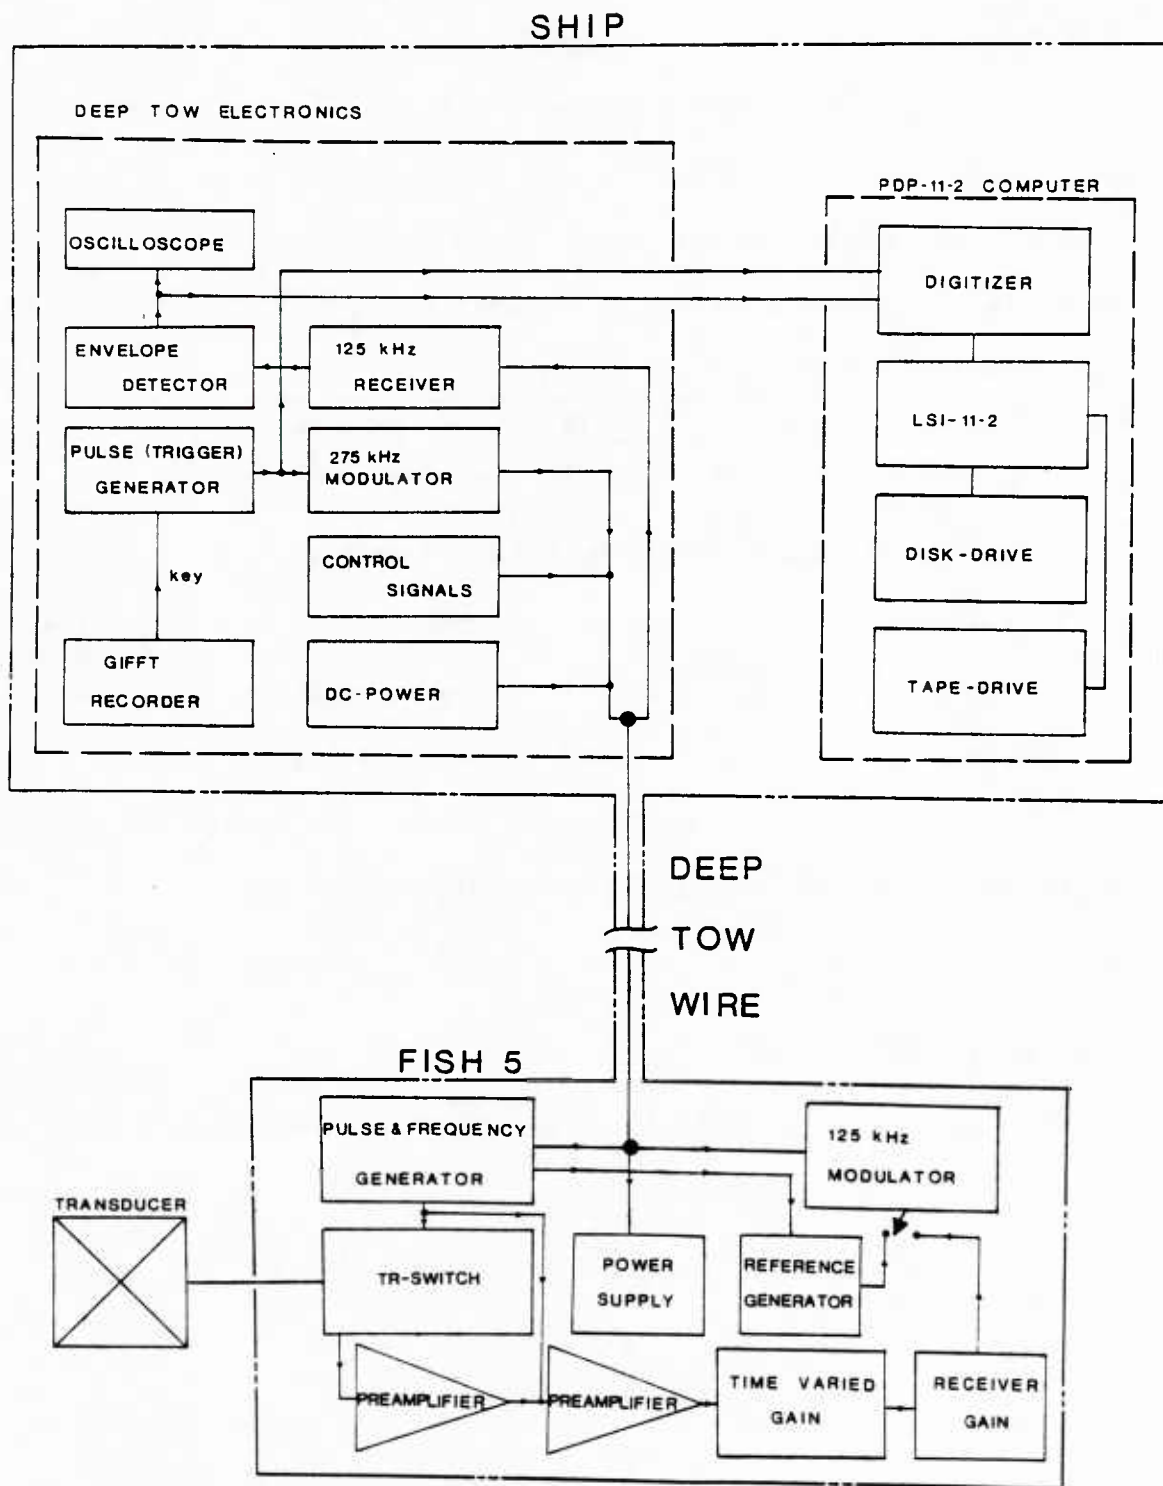 SHIP
DEEP TOW ELECTRONICS
PDP-11-2 COMPUTER
OSCILLOSCOPE
DIGITIZER
ENVELOPE
DETECTOR
125 kHz
RECEIVER
LSI-11-2
PULSE (TRIGGER)
GENERATOR
275 kHz
MODULATOR
DISK-DRIVE
CONTROL
SIGNALS
key
GIFFT
RECORDER
DC-POWER
TAPE-DRIVE
DEEP
TOW
WIRE
FISH 5
PULSE & FREQUENCY
GENERATOR
125 kHz
MODULATOR
TRANSDUCER
TR-SWITCH
POWER
SUPPLY
REFERENCE
GENERATOR
PREAMPLIFIER
PREAMPLIFIER
TIME VARIED
GAIN
RECEIVER
GAIN